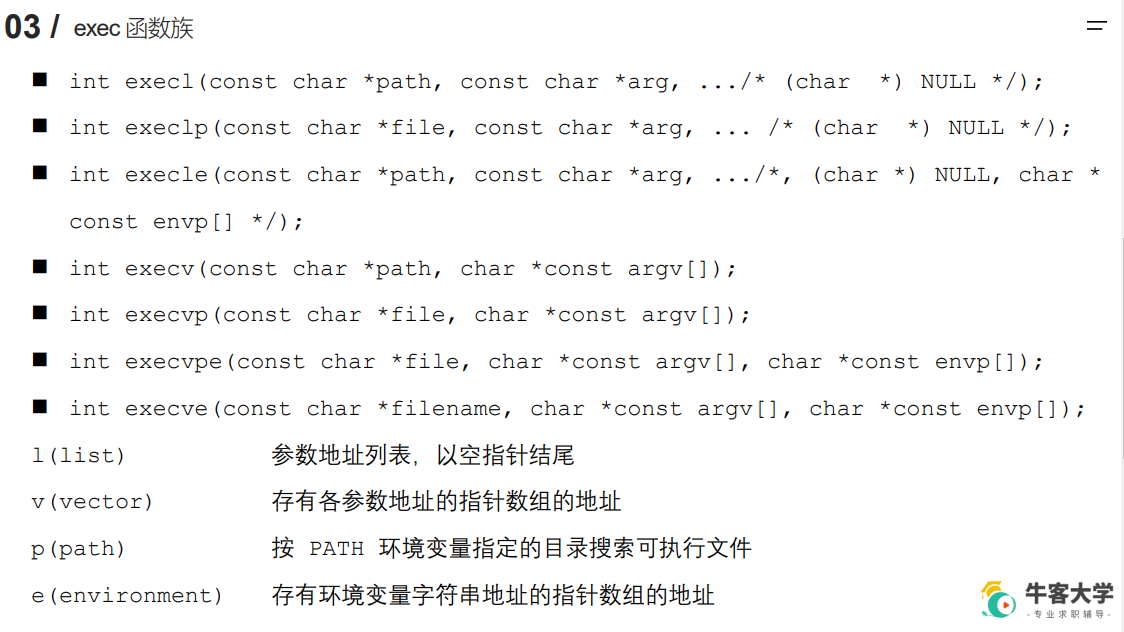 03 / exec 函数族
int execl(const char *path, const char *arg, .../* (char  *) NULL */);
int execlp(const char *file, const char *arg, ... /* (char  *) NULL */);
int execle(const char *path, const char *arg, .../*, (char *) NULL, char *
const envp[] */);
int execv(const char *path, char *const argv[]);
int execvp(const char *file, char *const argv[]);
int execvpe(const char *file, char *const argv[], char *const envp[]);
int execve(const char *filename, char *const argv[], char *const envp[]);
l(list) 参数地址列表，以空指针结尾
v(vector) 存有各参数地址的指针数组的地址
p(path) 按 PATH 环境变量指定的目录搜索可执行文件
e(environment) 存有环境变量字符串地址的指针数组的地址
牛客大学
-专业求职辅导-